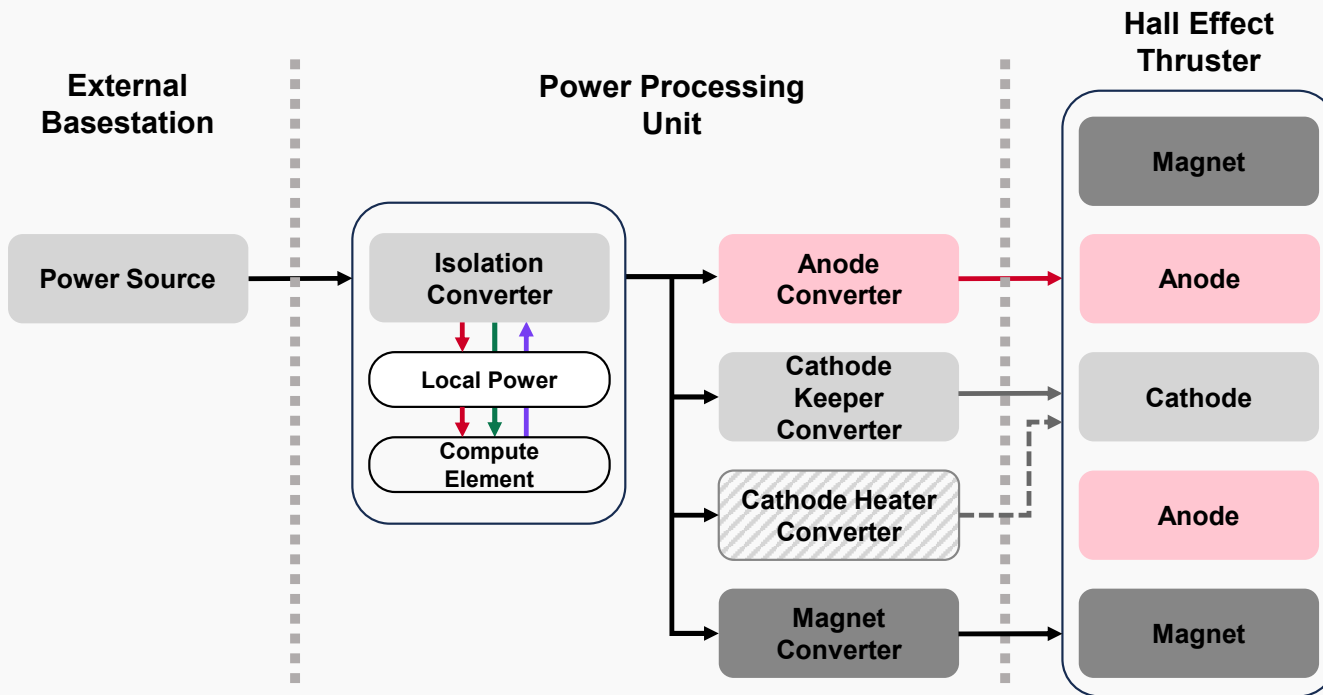 External
Basestation
Power Processing
Unit
Hall Effect
Thruster
Power Source
Isolation
Converter
Local Power
Compute
Element
Anode
Converter
Cathode
Keeper
Converter
Cathode Heater
Converter
Magnet
Converter
Magnet
Anode
Cathode
Anode
Magnet